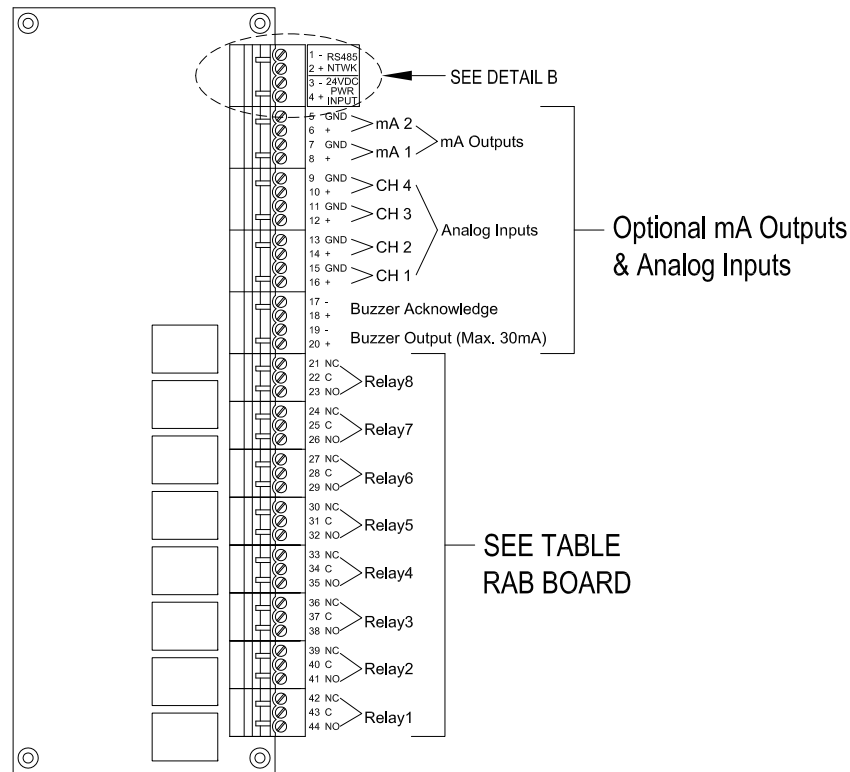 1 - RS485
2 + NTWK
3 - 24VDC
PWR
4 + INPUT
SEE DETAIL B
5 GND
6 +
mA 2
7 GND
8 +
mA 1
mA Outputs
9 GND
10 +
CH 4
11 GND
12 +
CH 3
13 GND
14 +
CH 2
15 GND
16 +
CH 1
Analog Inputs
17 -
18 +
Buzzer Acknowledge
19 -
20 +
Buzzer Output (Max. 30mA)
Optional mA Outputs
& Analog Inputs
21 NC
22 C
23 NO
Relay8
24 NC
25 C
26 NO
Relay7
27 NC
28 C
29 NO
Relay6
30 NC
31 C
32 NO
Relay5
33 NC
34 C
35 NO
Relay4
36 NC
37 C
38 NO
Relay3
39 NC
40 C
41 NO
Relay2
42 NC
43 C
44 NO
Relay1
SEE TABLE
RAB BOARD